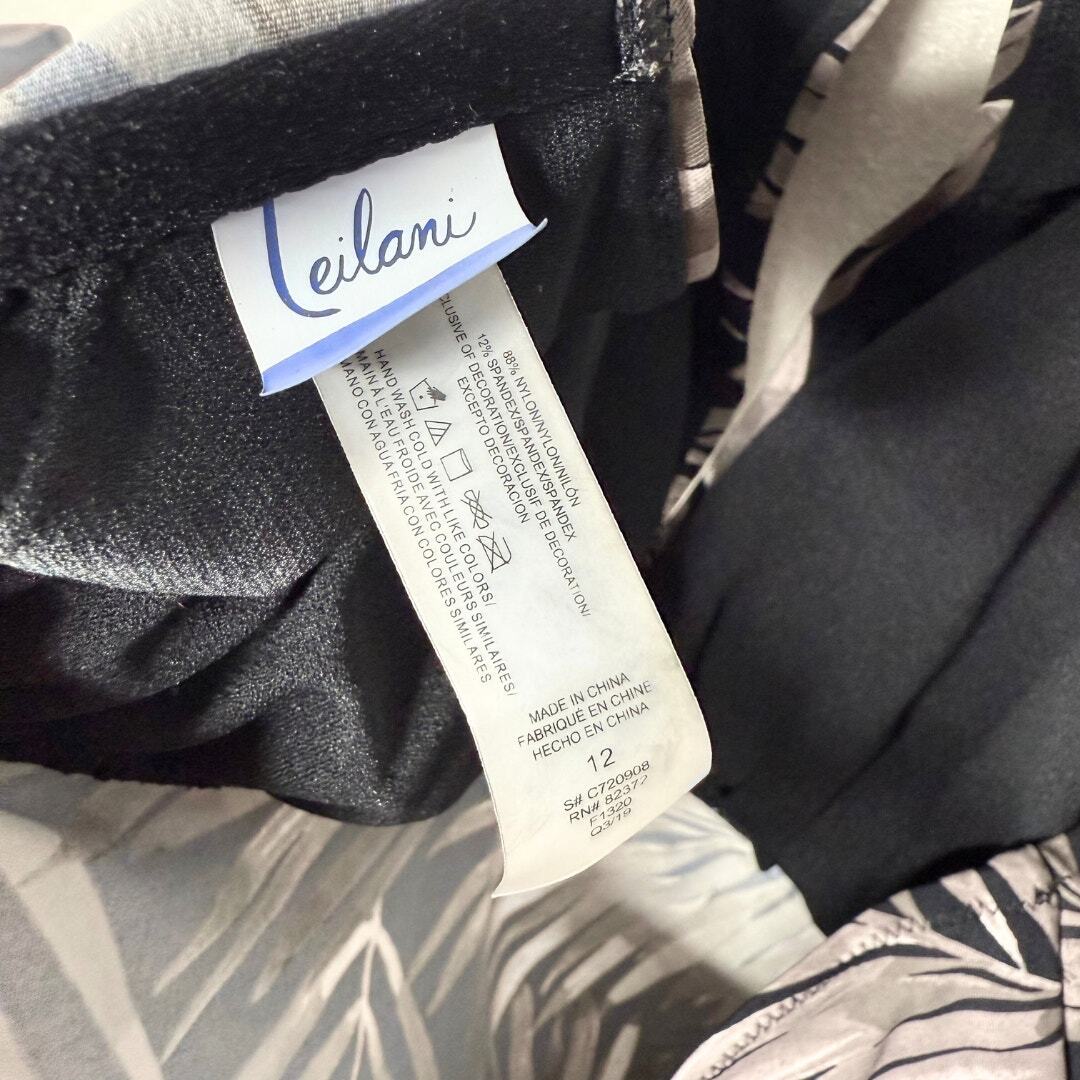 Leilani
88% NYLON/NYLON/NILÓN
12% SPANDEX/SPANDEX/SPANDEX
CLUSIVE OF DECORATION/EXCLUSIF DE DECORATION/
EXCEPTO DECORACION
HAND WASH COLD WITH LIKE COLORS/
MAIN À L'EAU FROIDE AVEC COULEURS SIMILAIRES/
MANO CON AGUA FRIA CON COLORES SIMILARES
MADE IN CHINA
FABRIQUÉ EN CHINE
HECHO EN CHINA
12
S# C720908
RN# 82372
F1320
Q3/19